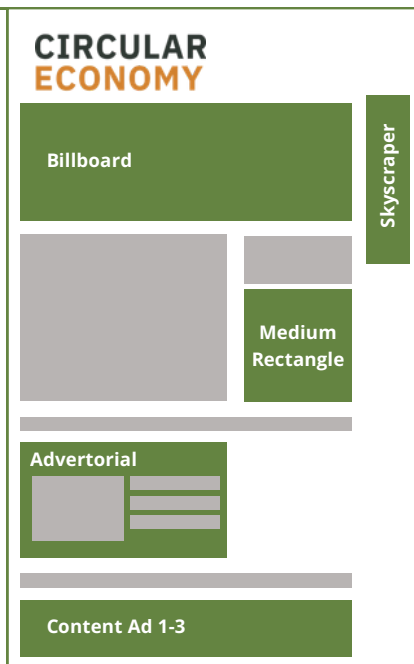 CIRCULAR
ECONOMY
Billboard
Skyscraper
Medium
Rectangle
Advertorial
Content Ad 1-3